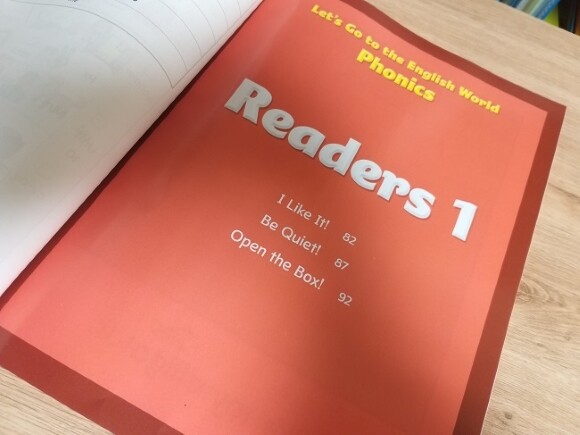 Let's Go to the English World
Phonics
Readers 1
I Like It! 82
Be Quiet! 87
Open the Box! 92